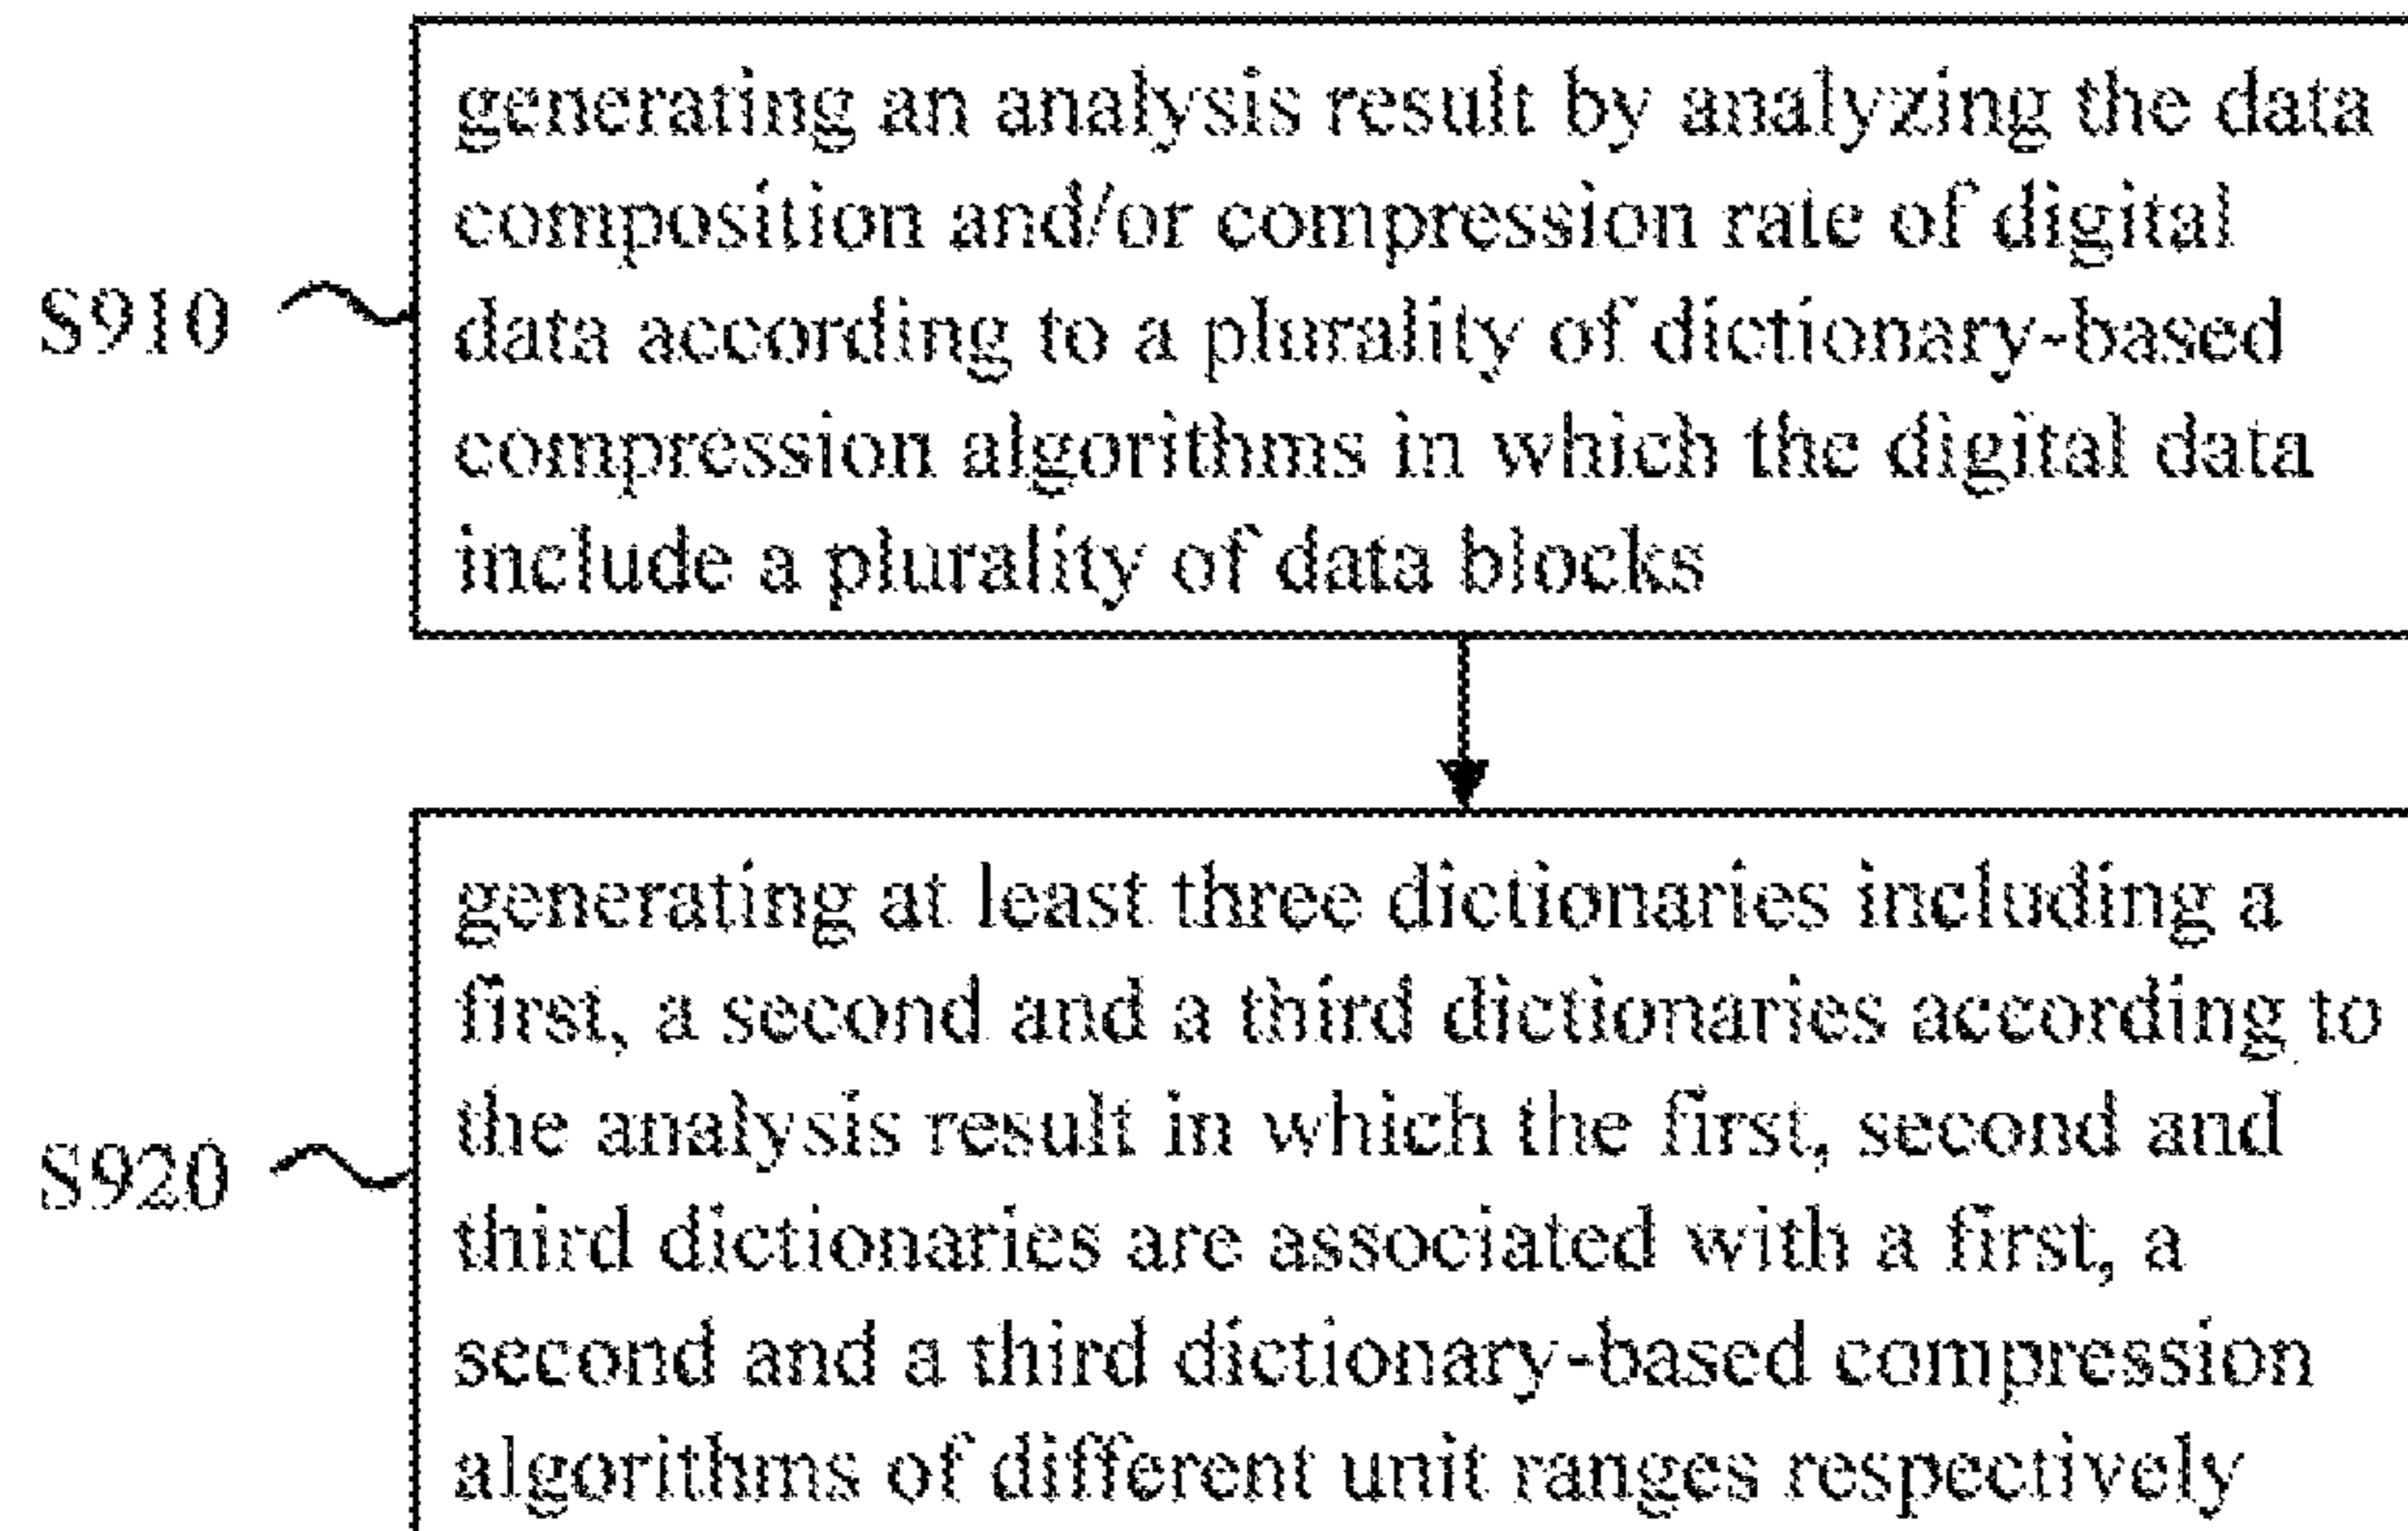 generating an analysis result by analyzing the data
composition and/or compression rate of digital
S910
data according to a plurality of dictionary-based
compression algorithms in which the digital data
include a plurality of data blocks
generating at least three dictionaries including a
first, a second and a third dictionaries according to
the analysis result in which the first, second and
S920
third dictionaries are associated with a first, a
second and a third dictionary-based compression
algorithms of different unit ranges respectively